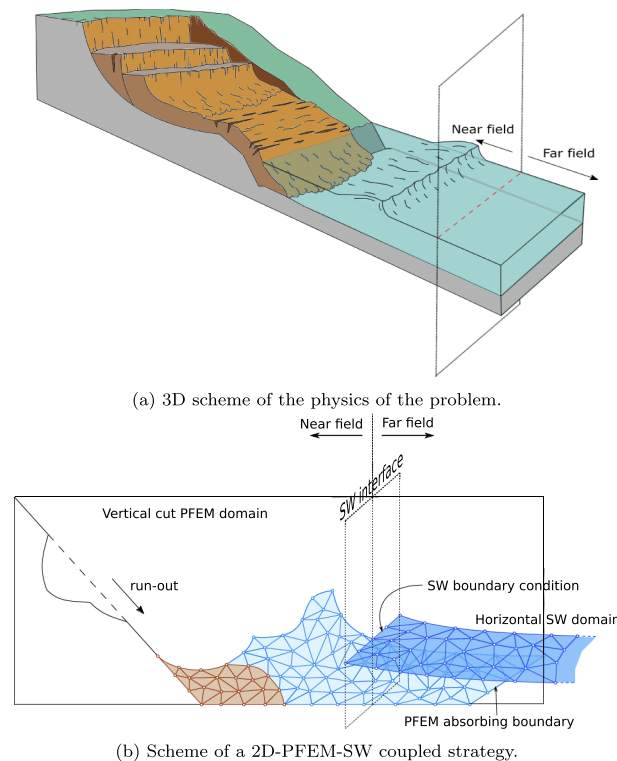 Near field
Far field
(a) 3D scheme of the physics of the problem.
Near field
Far field
SW interface
Vertical cut PFEM domain
run-out
SW boundary condition
Horizontal SW domain
PFEM absorbing boundary
(b) Scheme of a 2D-PFEM-SW coupled strategy.